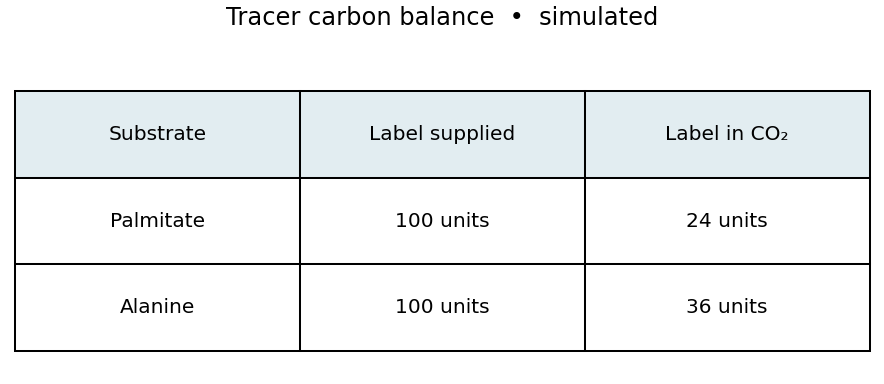 Tracer carbon balance • simulated
Substrate Label supplied Label in CO₂
Palmitate 100 units 24 units
Alanine 100 units 36 units